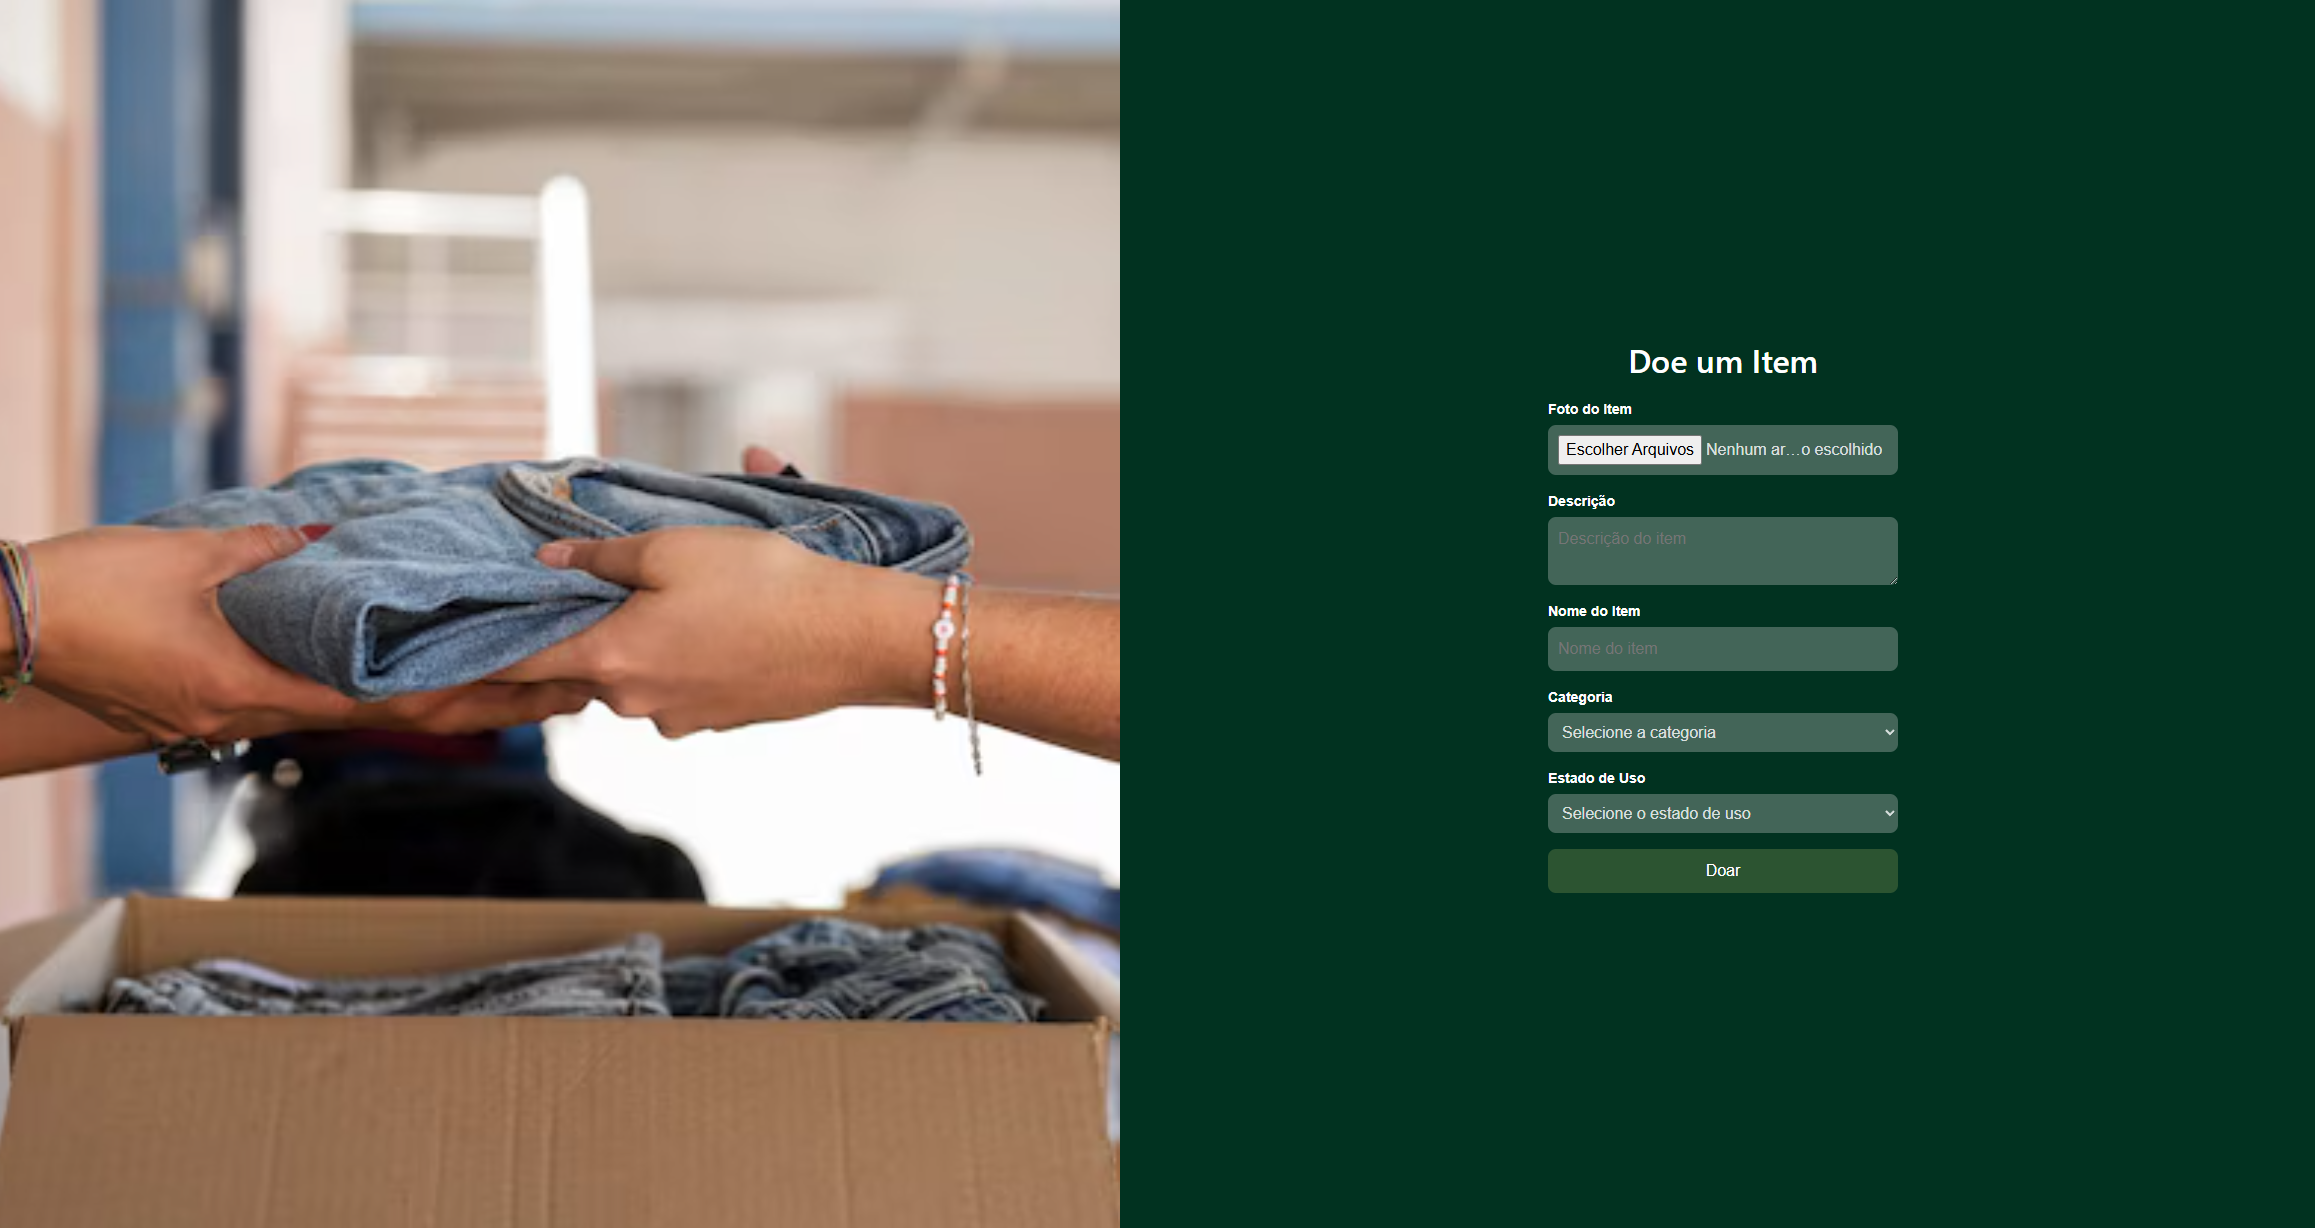 Doe um Item
Foto do Item
Escolher Arquivos Nenhum ar...o escolhido
Descrição
Descrição do item
Nome do Item
Nome do item
Categoria
Selecione a categoria
Estado de Uso
Selecione o estado de uso
Doar